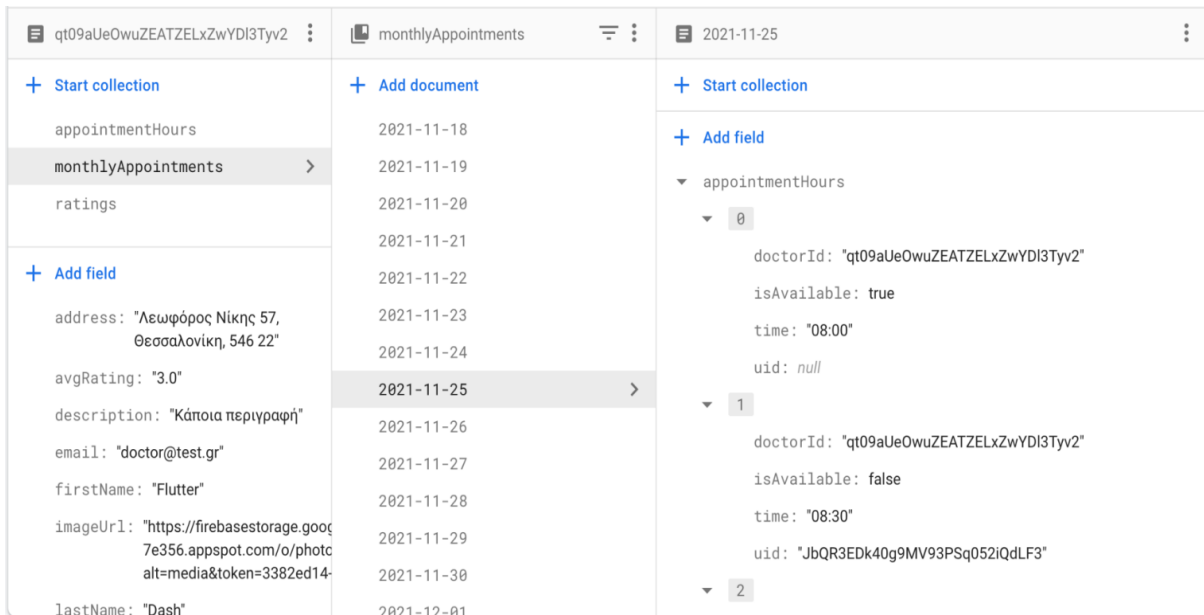 qt09aUeOwuZEATZELxZwYDl3Tyv2
Start collection
appointmentHours
monthlyAppointments
ratings
Add field
address: "Λεωφόρος Νίκης 57,
Θεσσαλονίκη, 546 22"
avgRating: "3.0"
description: "Κάποια περιγραφή"
email: "doctor@test.gr"
firstName: "Flutter"
imageUrl: "https://firebasestorage.goog
7e356.appspot.com/o/photo
alt=media&token=3382ed14-
lastName: "Dash"
monthlyAppointments
Add document
2021-11-18
2021-11-19
2021-11-20
2021-11-21
2021-11-22
2021-11-23
2021-11-24
2021-11-25
2021-11-26
2021-11-27
2021-11-28
2021-11-29
2021-11-30
2021-12-01
2021-11-25
Start collection
Add field
appointmentHours
0
doctorId: "qt09aUeOwuZEATZELxZwYDl3Tyv2"
isAvailable: true
time: "08:00"
uid: null
1
doctorId: "qt09aUeOwuZEATZELxZwYDl3Tyv2"
isAvailable: false
time: "08:30"
uid: "JbQR3EDk40g9MV93PSq052iQdLF3"
2